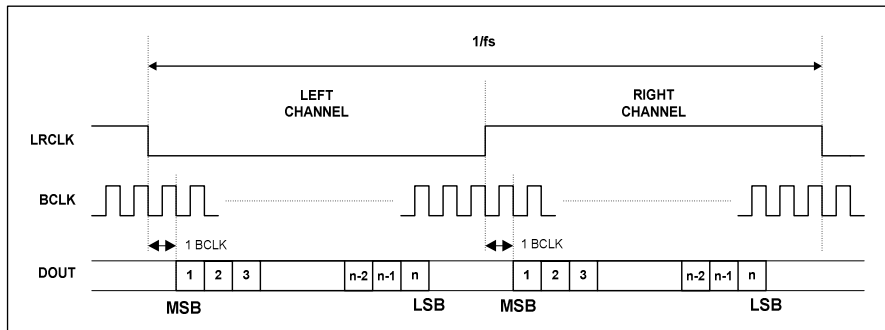 1/fs
LEFT
CHANNEL
RIGHT
CHANNEL
LRCLK
BCLK
1 BCLK
1 BCLK
DOUT
1 2 3 n-2 n-1 n 1 2 3 n-2 n-1 n
MSB LSB MSB LSB